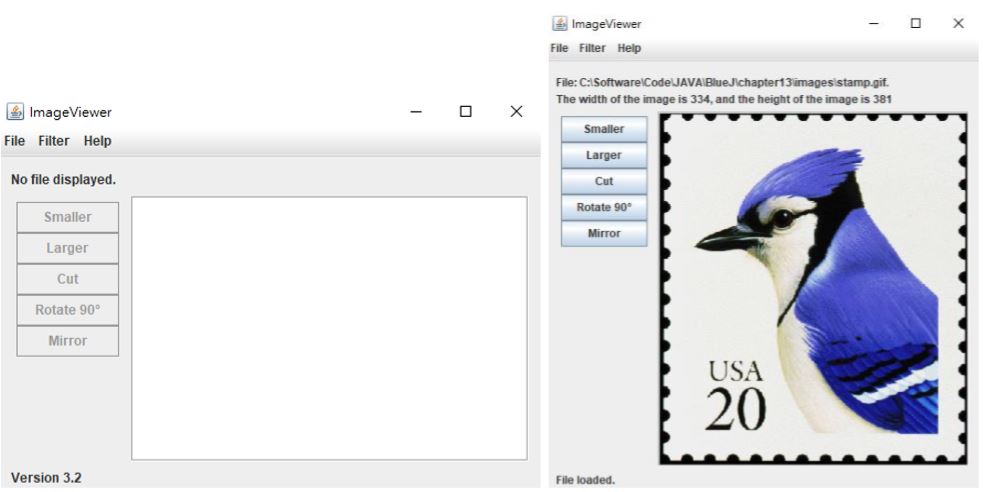 ImageViewer
File Filter Help
No file displayed.
Smaller
Larger
Cut
Rotate 90°
Mirror
Version 3.2
ImageViewer
File Filter Help
File: C:\Software\Code\JAVA\BlueJ\chapter13\images\stamp.gif.
The width of the image is 334, and the height of the image is 381
Smaller
Larger
Cut
Rotate 90°
Mirror
USA
20
File loaded.